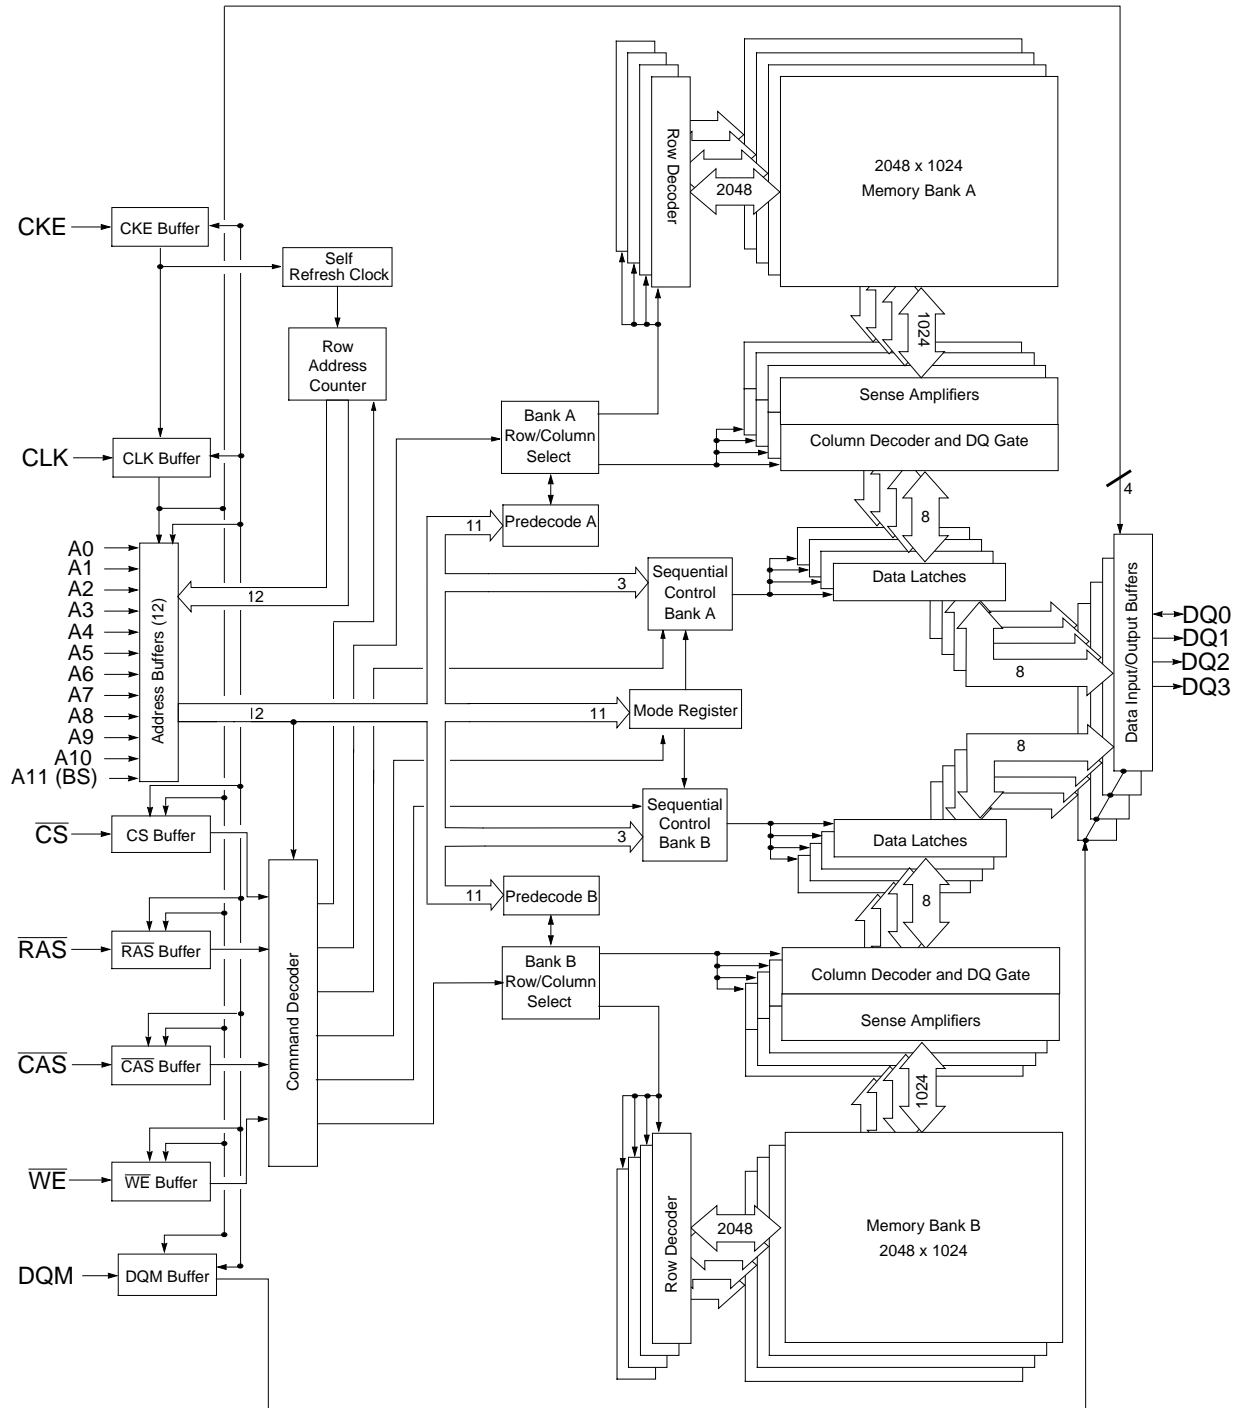 Row Decoder
2048
2048 x 1024
Memory Bank A
CKE
CKE Buffer
Self
Refresh Clock
1024
Row
Address
Counter
Sense Amplifiers
Bank A
Row/Column
Select
Column Decoder and DQ Gate
CLK
CLK Buffer
4
8
11
Predecode A
A0
A1
A2
A3
A4
A5
A6
A7
A8
A9
A10
A11 (BS)
Address Buffers (12)
12
3
Sequential
Control
Bank A
Data Latches
Data Input/Output Buffers
DQ0
DQ1
DQ2
DQ3
8
12
11
Mode Register
8
CS
CS Buffer
3
Sequential
Control
Bank B
Data Latches
11
Predecode B
8
RAS
RAS Buffer
Command Decoder
Bank B
Row/Column
Select
Column Decoder and DQ Gate
Sense Amplifiers
CAS
CAS Buffer
1024
WE
WE Buffer
Row Decoder
2048
Memory Bank B
2048 x 1024
DQM
DQM Buffer